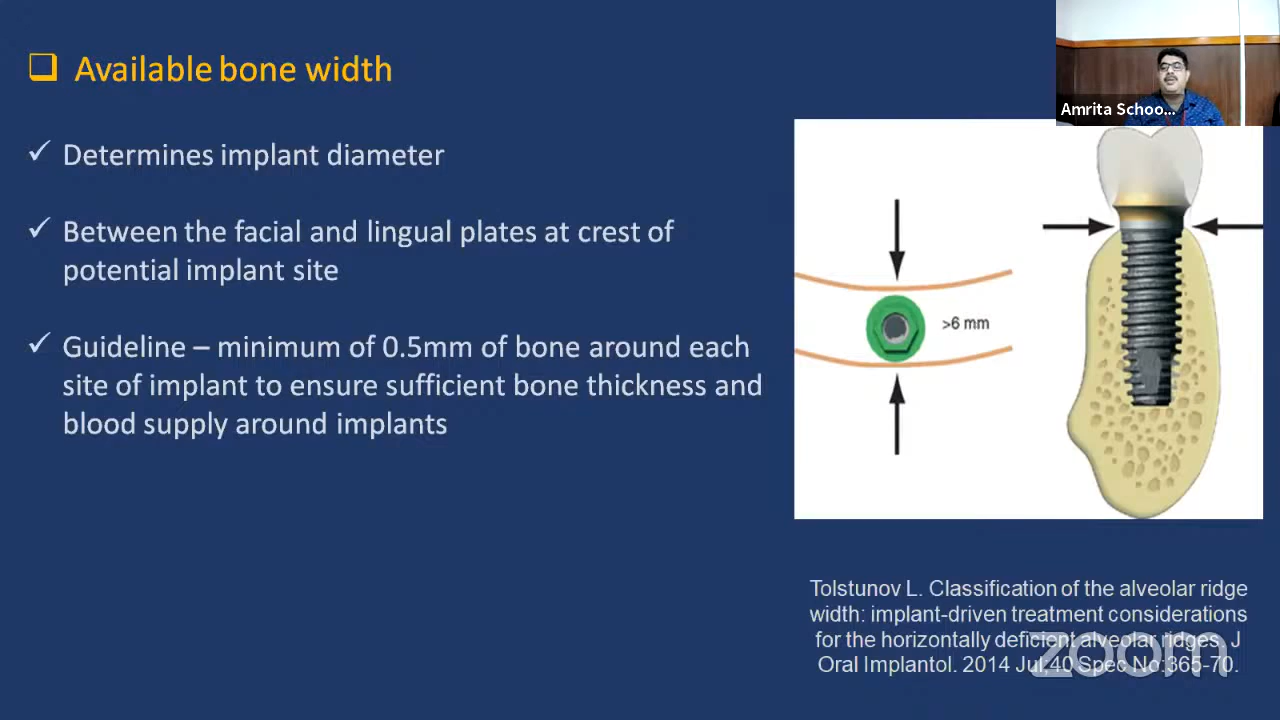 Available bone width
Amrita Schoo...
Determines implant diameter
Between the facial and lingual plates at crest of
potential implant site
>6 mm
Guideline – minimum of 0.5mm of bone around each
site of implant to ensure sufficient bone thickness and
blood supply around implants
Tolstunov L. Classification of the alveolar ridge
width: implant-driven treatment considerations
for the horizontally deficient alveolar ridges. J
Oral Implantol. 2014 Jul;40 Spec No:365-70.
zoom